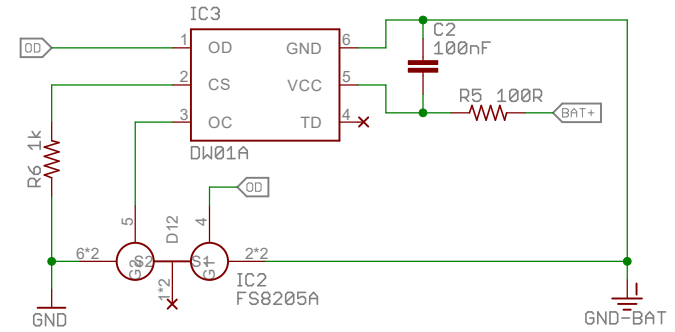 IC3
OD
1
OD
GND
6
C2
100nF
2
CS
VCC
5
R5 100R
BAT+
3
OC
TD
4
DW01A
R6 1k
5
D12
4
OD
6*2
S2
G2
S1
G1
2*2
1*2
IC2
FS8205A
GND
GND-BAT